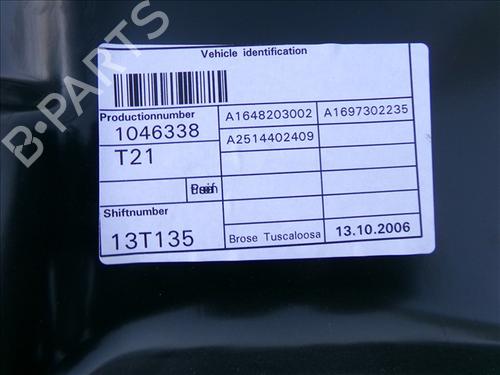 Vehicle identification
Productionnumber
1046338
T21
A1648203002 A1697302235
A2514402409
Shiftnumber
13T135
Brose Tuscaloosa 13.10.2006
B-PARTS